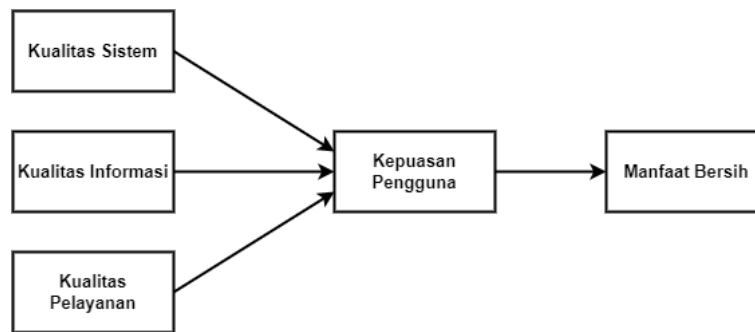 Kualitas Sistem
Kualitas Informasi
Kualitas
Pelayanan
Kepuasan
Pengguna
Manfaat Bersih